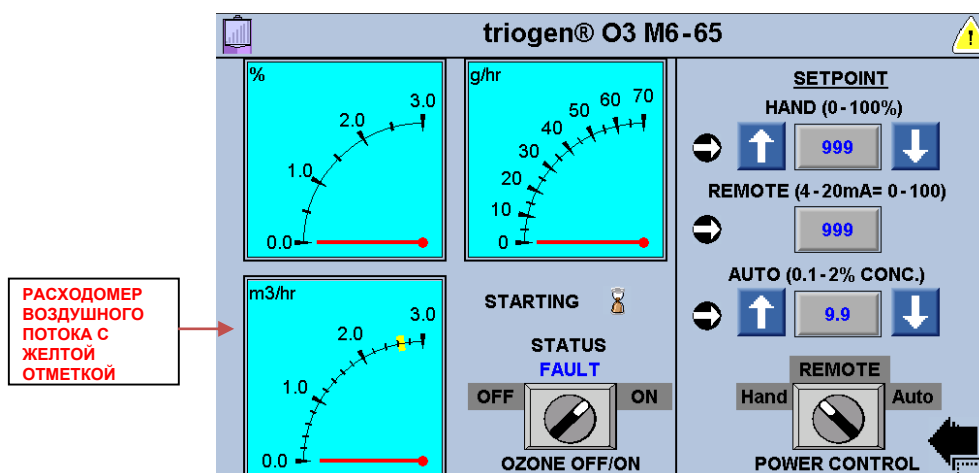 triogen® O3 M6-65
%
3.0
2.0
1.0
0.0
g/hr
70
60
50
40
30
20
10
0
SETPOINT
HAND (0-100%)
999
REMOTE (4-20mA= 0-100)
999
AUTO (0.1-2% CONC.)
9.9
РАСХОДОМЕР
ВОЗДУШНОГО
ПОТОКА С
ЖЕЛТОЙ
ОТМЕТКОЙ
m3/hr
3.0
2.0
1.0
0.0
STARTING
STATUS
FAULT
OFF
ON
OZONE OFF/ON
REMOTE
Hand
Auto
POWER CONTROL